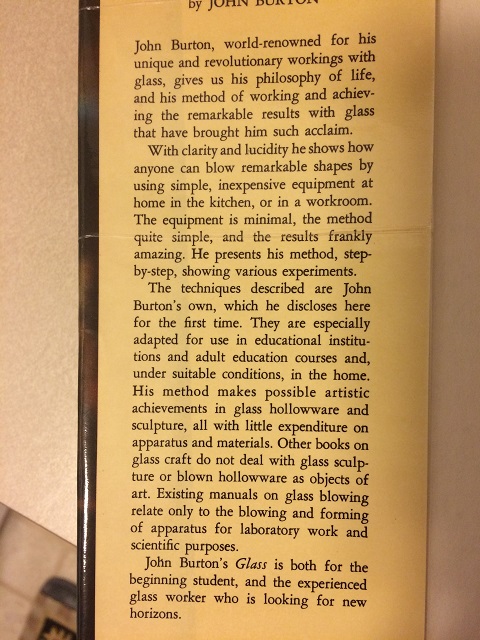 by JOHN BURTON
John Burton, world-renowned for his
unique and revolutionary workings with
glass, gives us his philosophy of life,
and his method of working and achiev-
ing the remarkable results with glass
that have brought him such acclaim.
With clarity and lucidity he shows how
anyone can blow remarkable shapes by
using simple, inexpensive equipment at
home in the kitchen, or in a workroom.
The equipment is minimal, the method
quite simple, and the results frankly
amazing. He presents his method, step-
by-step, showing various experiments.
The techniques described are John
Burton's own, which he discloses here
for the first time. They are especially
adapted for use in educational institu-
tions and adult education courses and,
under suitable conditions, in the home.
His method makes possible artistic
achievements in glass hollowware and
sculpture, all with little expenditure on
apparatus and materials. Other books on
glass craft do not deal with glass sculp-
ture or blown hollowware as objects of
art. Existing manuals on glass blowing
relate only to the blowing and forming
of apparatus for laboratory work and
scientific purposes.
John Burton's Glass is both for the
beginning student, and the experienced
glass worker who is looking for new
horizons.